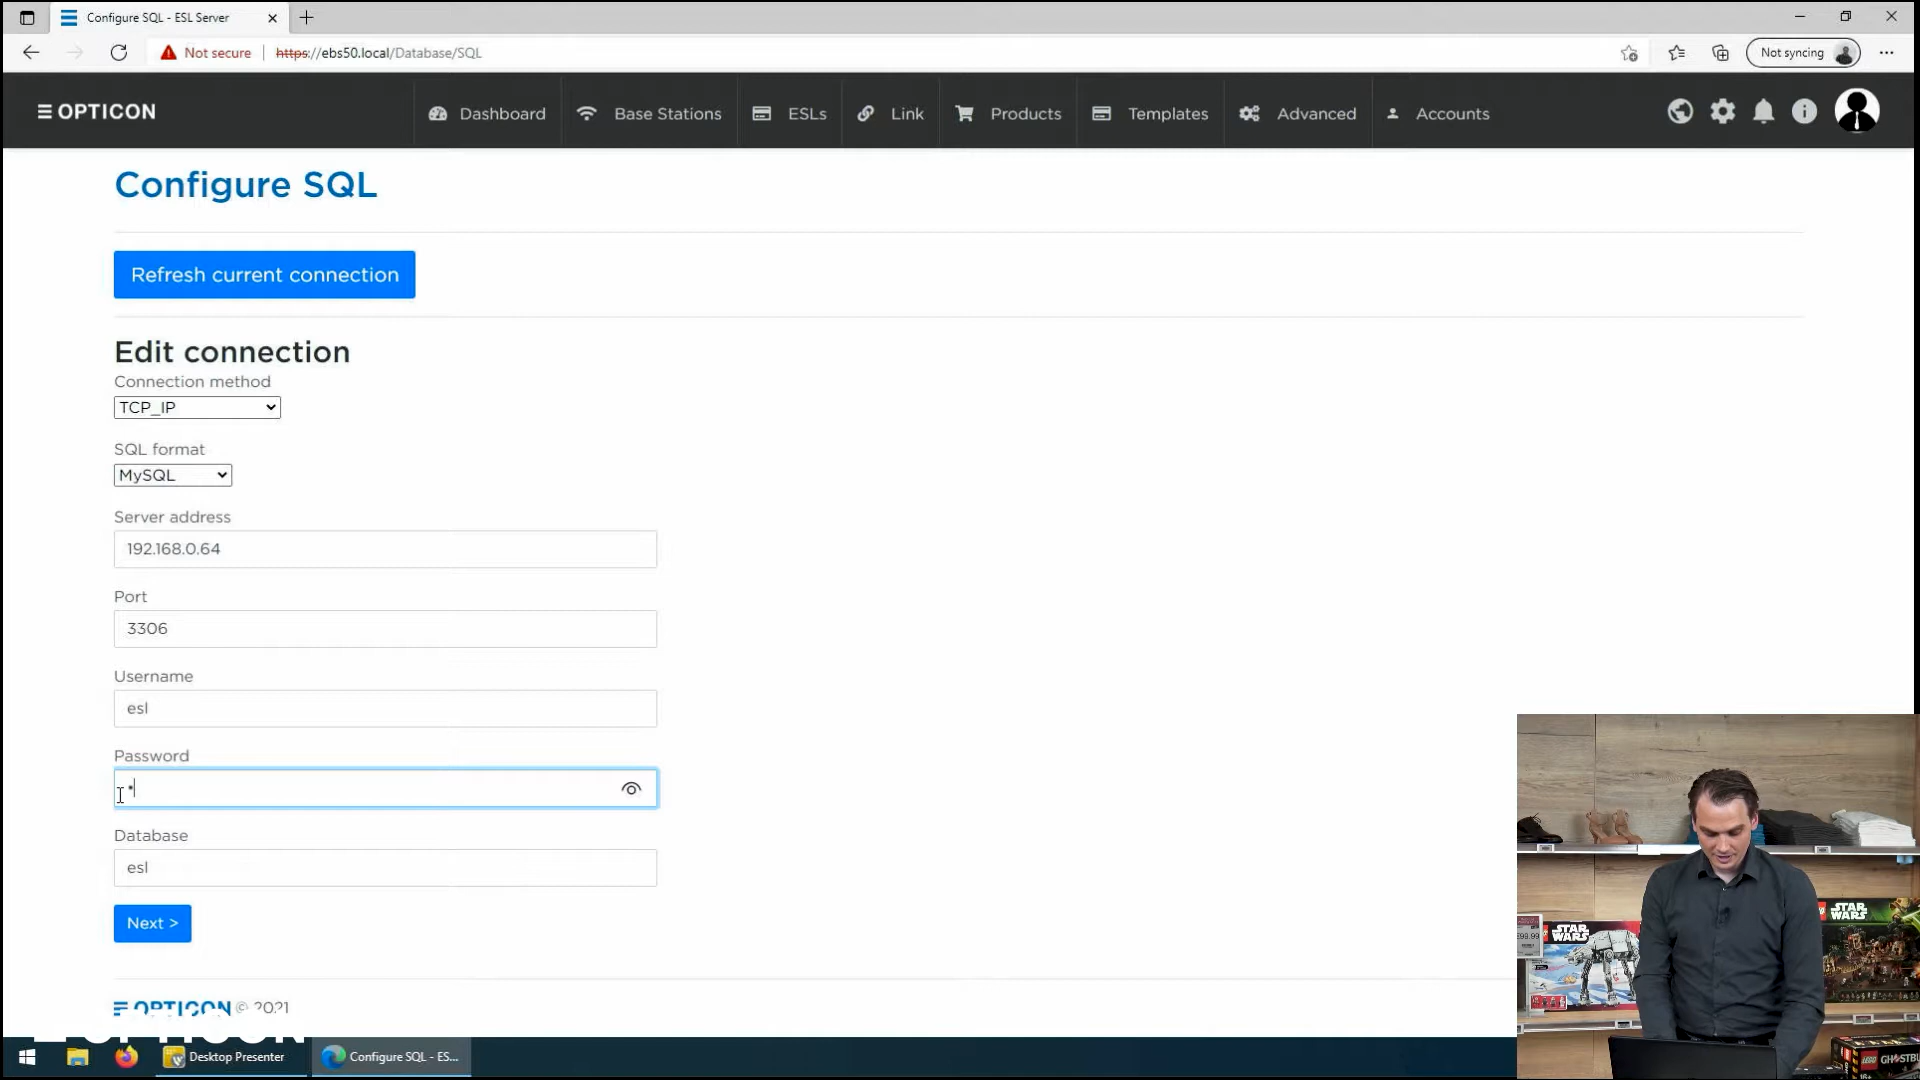 Configure SQL - ESL Server
Not secure
https://ebs50.local/Database/SQL
Not syncing
OPTICON
Dashboard
Base Stations
ESLs
Link
Products
Templates
Advanced
Accounts
Configure SQL
Refresh current connection
Edit connection
Connection method
TCP_IP
SQL format
MySQL
Server address
192.168.0.64
Port
3306
Username
esl
Password
*
Database
esl
Next >
OPTICON © 2021
OPTICON
Desktop Presenter
Configure SQL - ES...
STAR
WARS
STAR
WARS
LEGO